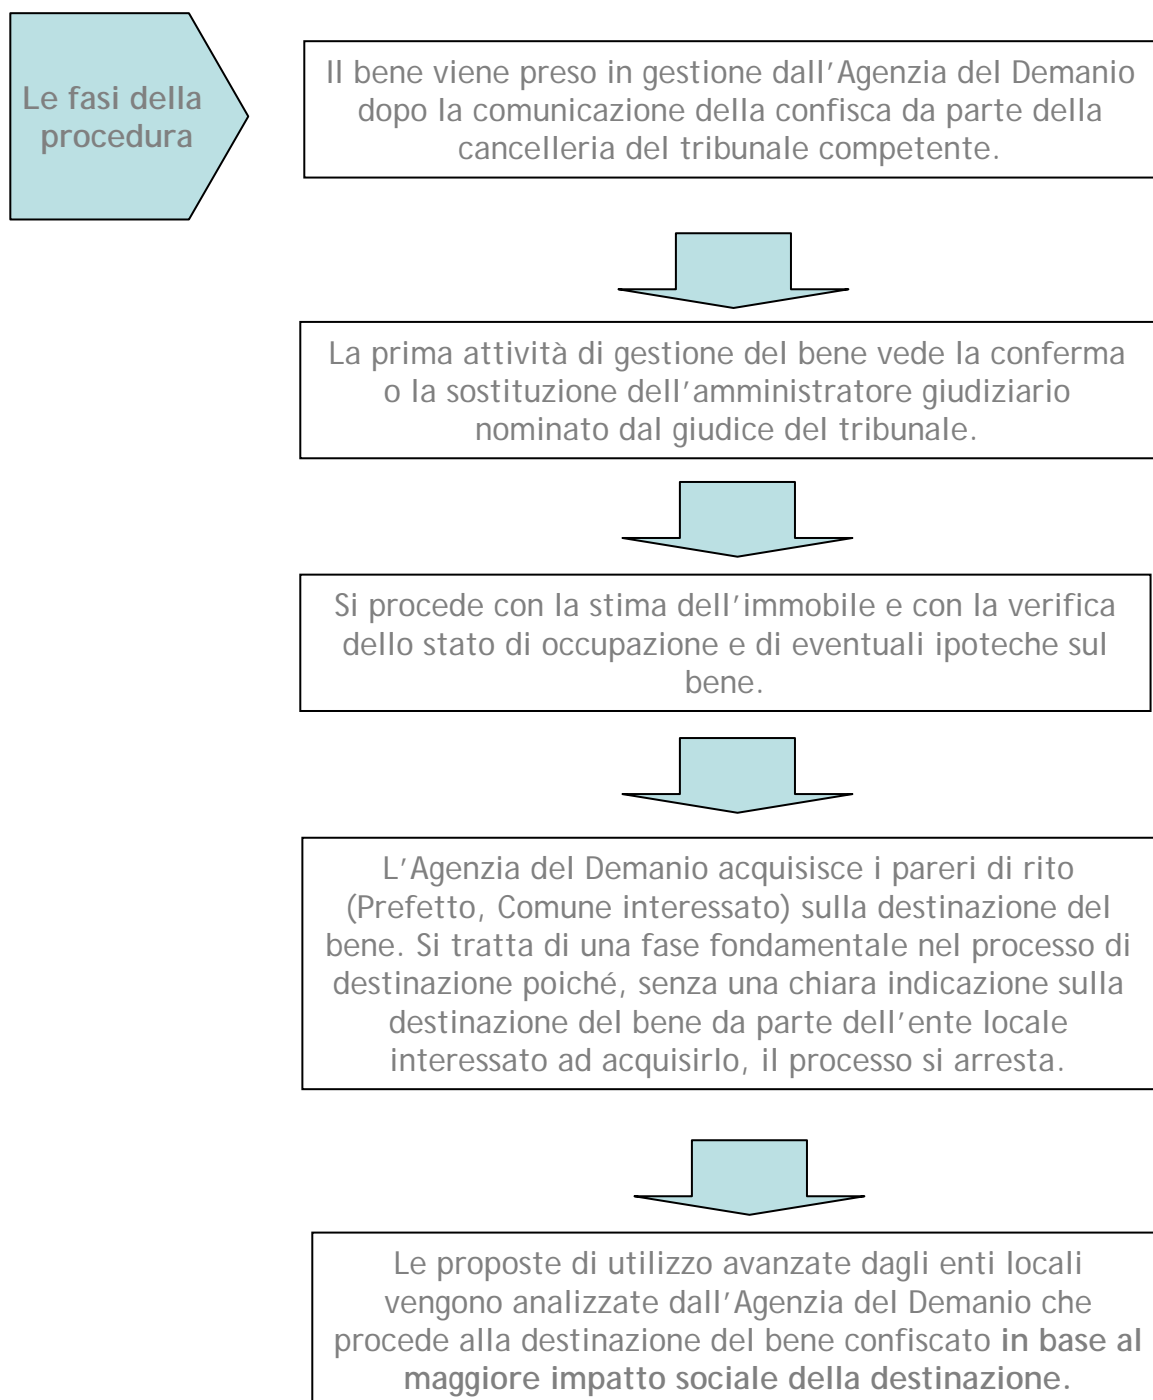 Le fasi della
procedura
Il bene viene preso in gestione dall'Agenzia del Demanio
dopo la comunicazione della confisca da parte della
cancelleria del tribunale competente.
La prima attività di gestione del bene vede la conferma
o la sostituzione dell'amministratore giudiziario
nominato dal giudice del tribunale.
Si procede con la stima dell'immobile e con la verifica
dello stato di occupazione e di eventuali ipoteche sul
bene.
L'Agenzia del Demanio acquisisce i pareri di rito
(Prefetto, Comune interessato) sulla destinazione del
bene. Si tratta di una fase fondamentale nel processo di
destinazione poiché, senza una chiara indicazione sulla
destinazione del bene da parte dell'ente locale
interessato ad acquisirlo, il processo si arresta.
Le proposte di utilizzo avanzate dagli enti locali
vengono analizzate dall'Agenzia del Demanio che
procede alla destinazione del bene confiscato in base al
maggiore impatto sociale della destinazione.